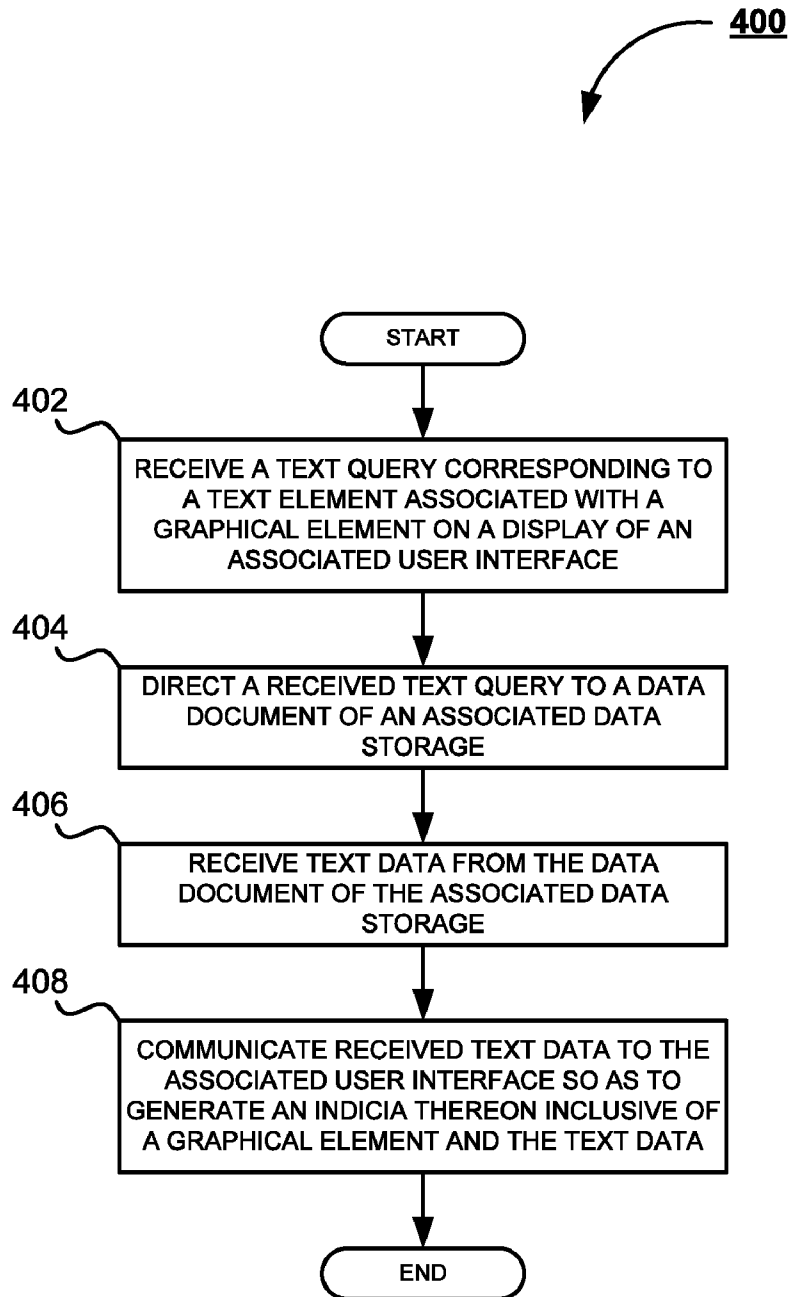 400
START
402
RECEIVE A TEXT QUERY CORRESPONDING TO
A TEXT ELEMENT ASSOCIATED WITH A
GRAPHICAL ELEMENT ON A DISPLAY OF AN
ASSOCIATED USER INTERFACE
404
DIRECT A RECEIVED TEXT QUERY TO A DATA
DOCUMENT OF AN ASSOCIATED DATA
STORAGE
406
RECEIVE TEXT DATA FROM THE DATA
DOCUMENT OF THE ASSOCIATED DATA
STORAGE
408
COMMUNICATE RECEIVED TEXT DATA TO THE
ASSOCIATED USER INTERFACE SO AS TO
GENERATE AN INDICIA THEREON INCLUSIVE OF
A GRAPHICAL ELEMENT AND THE TEXT DATA
END